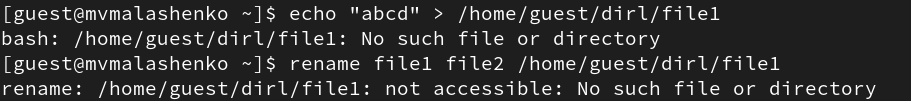 [guest@mvmalashenko ~]$ echo "abcd" > /home/guest/dirl/file1
bash: /home/guest/dirl/file1: No such file or directory
[guest@mvmalashenko ~]$ rename file1 file2 /home/guest/dirl/file1
rename: /home/guest/dirl/file1: not accessible: No such file or directory